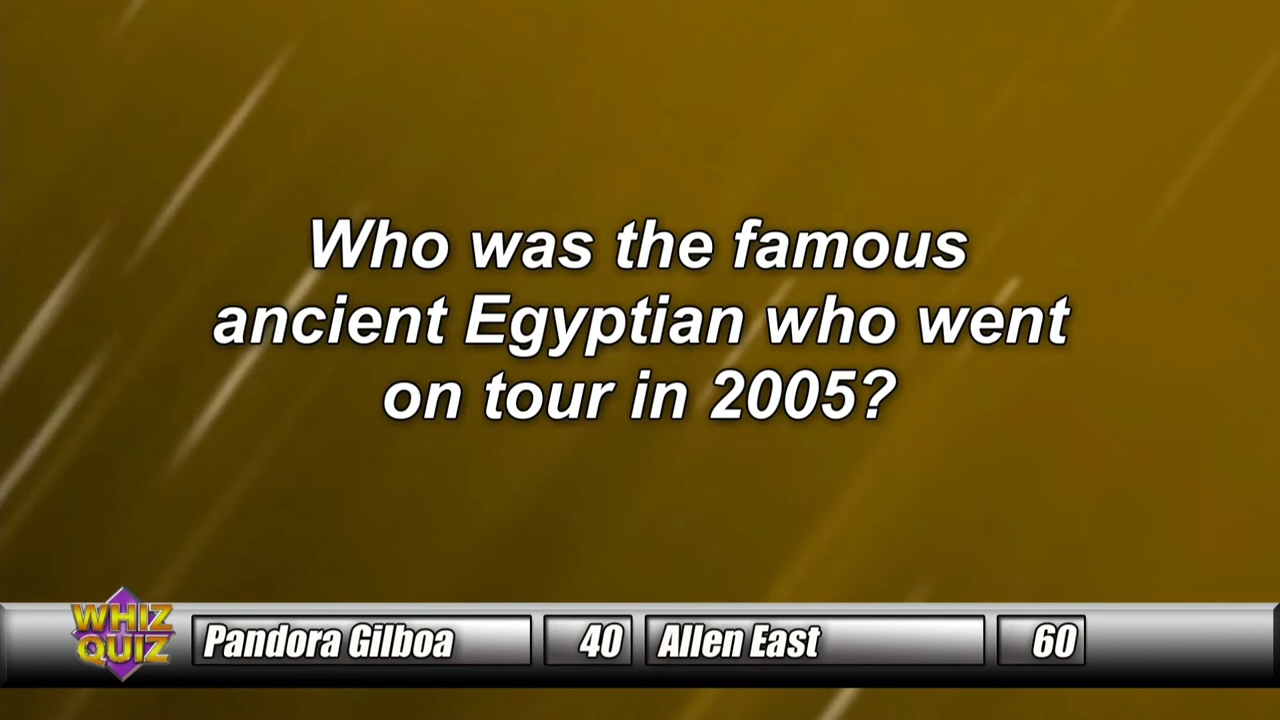 Who was the famous
ancient Egyptian who went
on tour in 2005?
WHIZ
QUIZ
Pandora Gilboa 40 Allen East 60